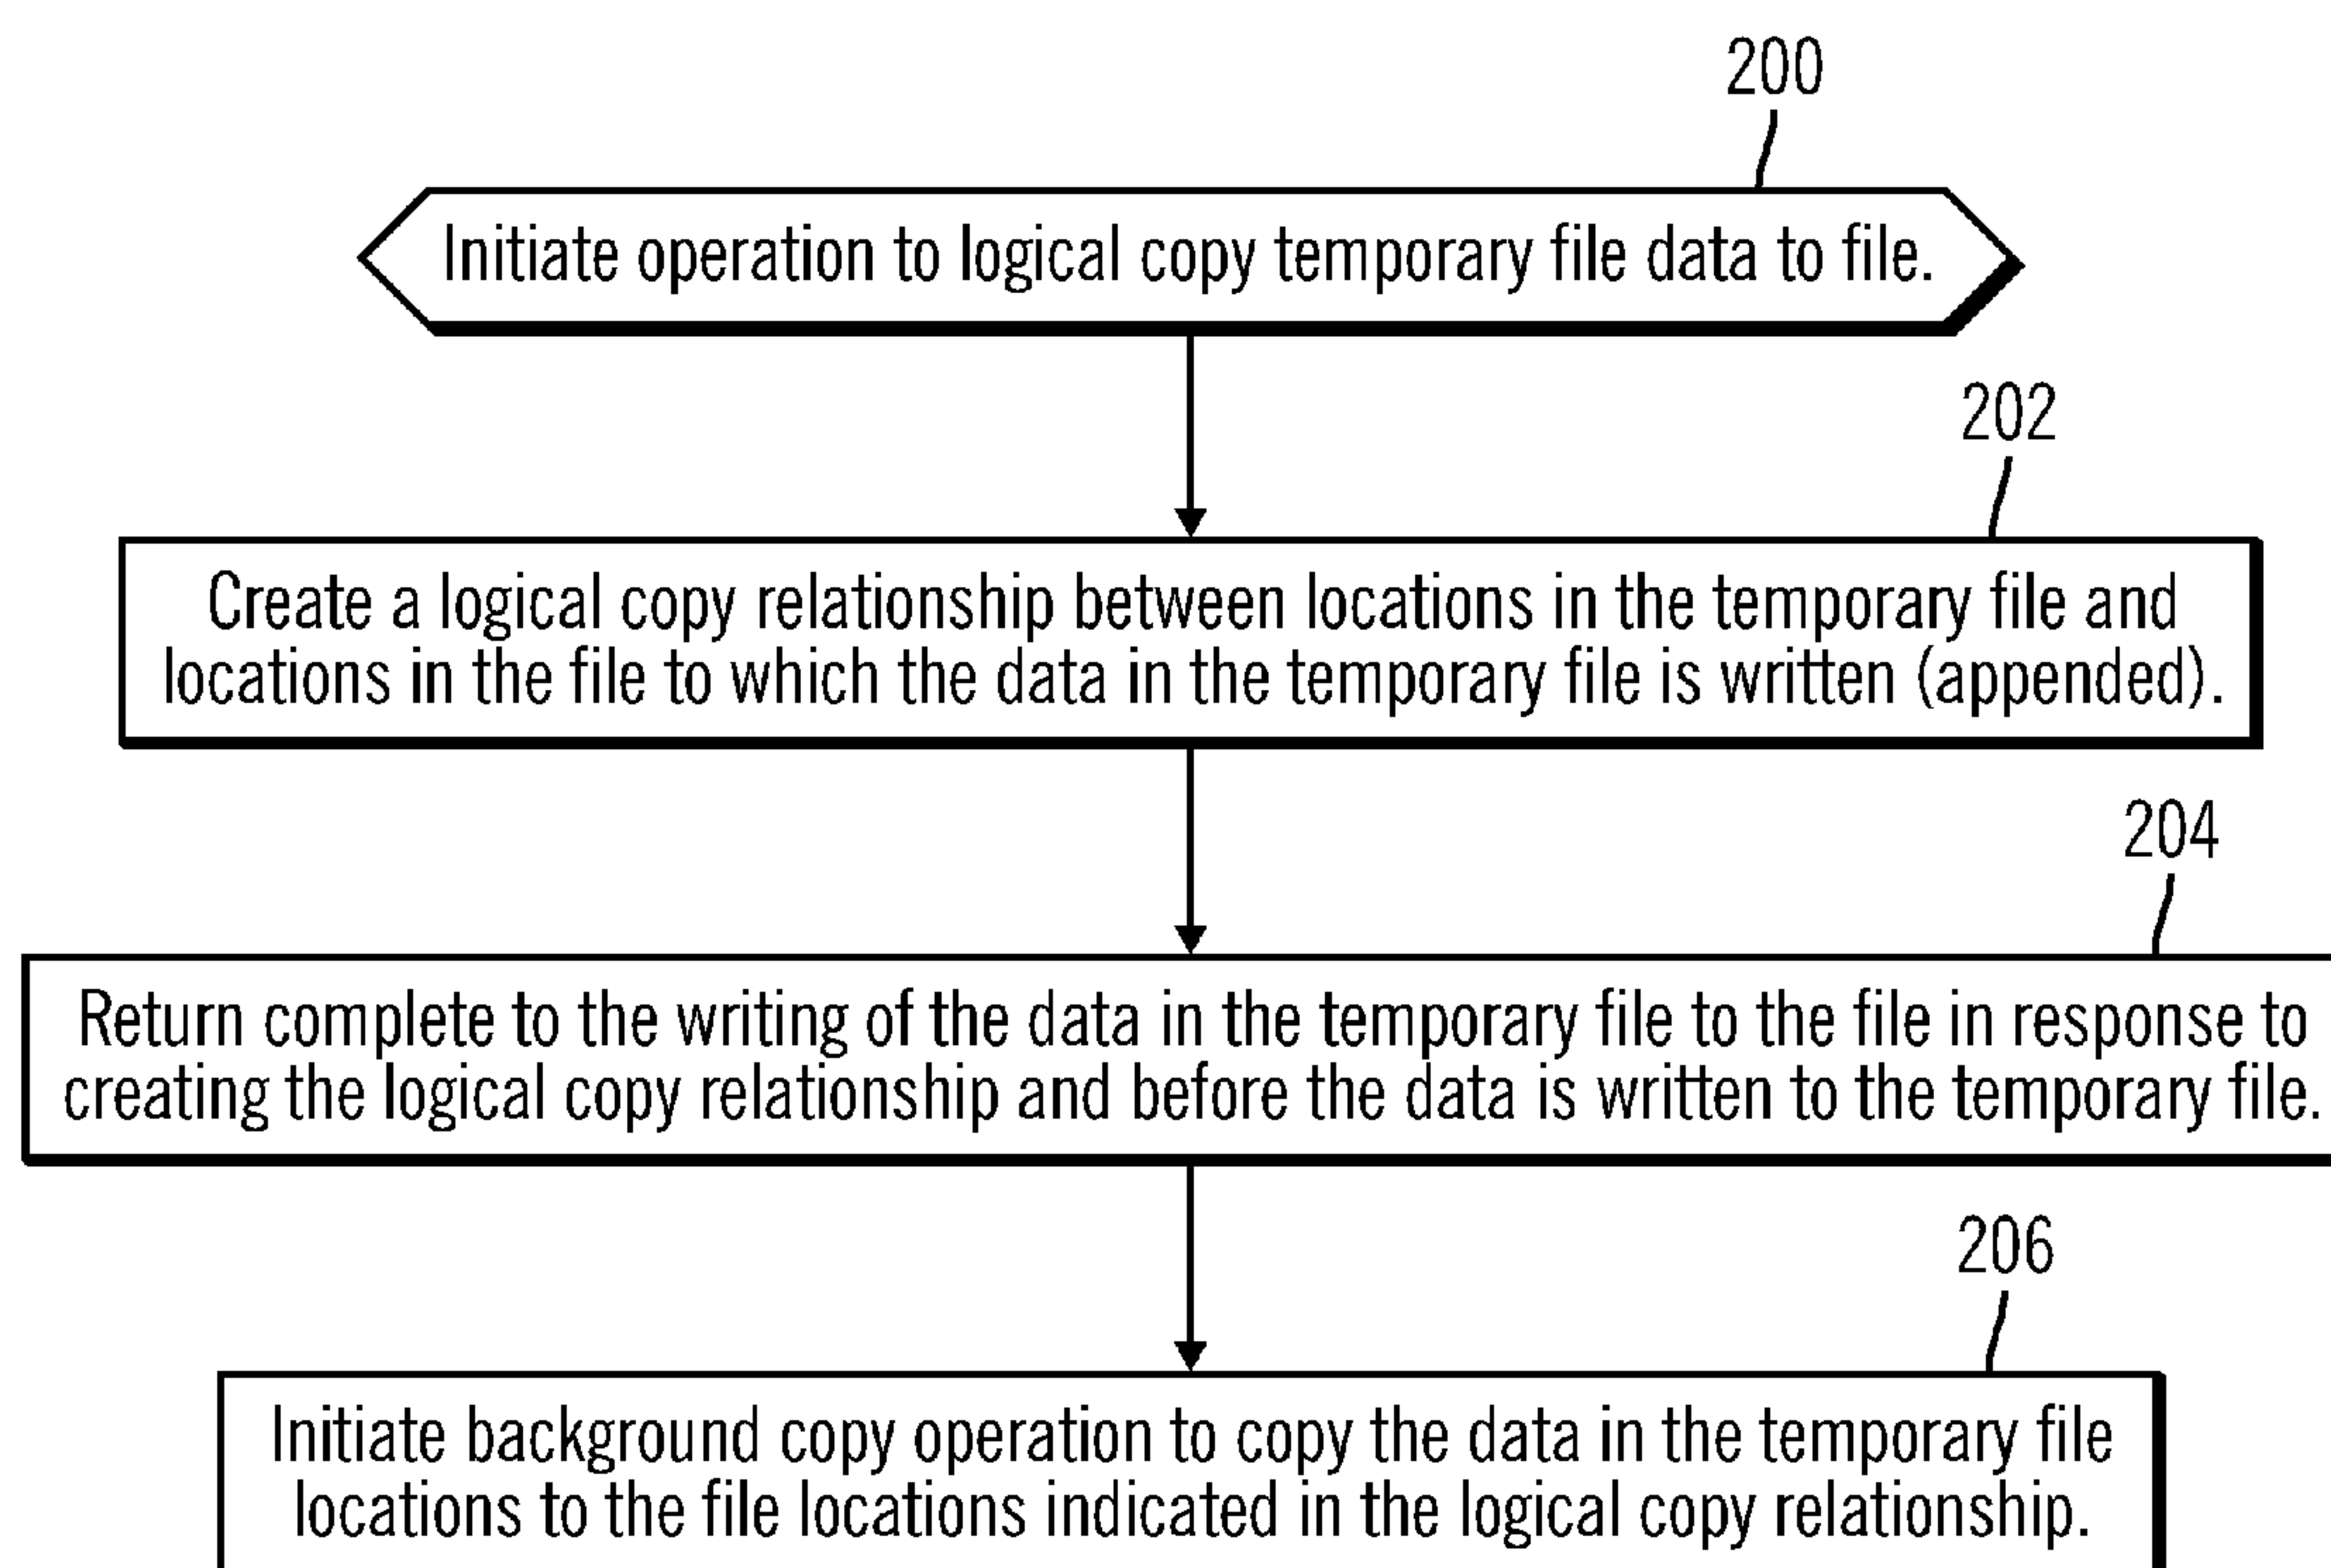 200
Initiate operation to logical copy temporary file data to file.
202
Create a logical copy relationship between locations in the temporary file and
locations in the file to which the data in the temporary file is written (appended).
204
Return complete to the writing of the data in the temporary file to the file in response to
creating the logical copy relationship and before the data is written to the temporary file.
206
Initiate background copy operation to copy the data in the temporary file
locations to the file locations indicated in the logical copy relationship.